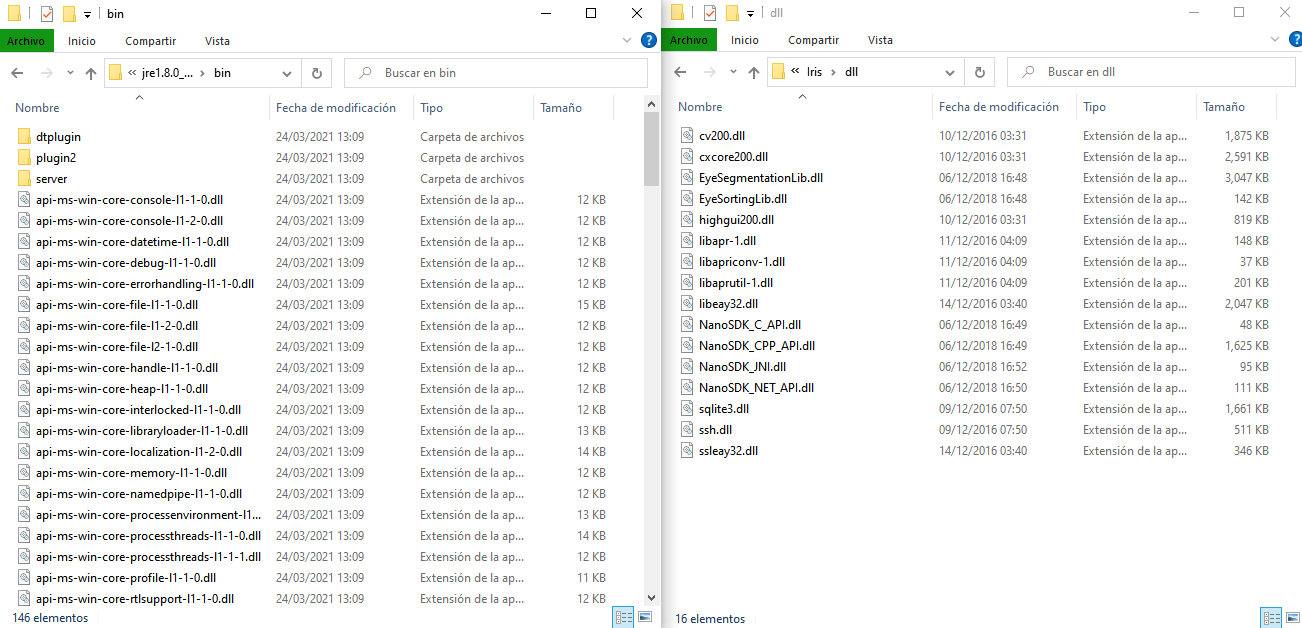 bin
Archivo Inicio Compartir Vista
« jre1.8.0_... › bin Buscar en bin
Nombre Fecha de modificación Tipo Tamaño
dtplugin 24/03/2021 13:09 Carpeta de archivos
plugin2 24/03/2021 13:09 Carpeta de archivos
server 24/03/2021 13:09 Carpeta de archivos
api-ms-win-core-console-l1-1-0.dll 24/03/2021 13:09 Extensión de la ap... 12 KB
api-ms-win-core-console-l1-2-0.dll 24/03/2021 13:09 Extensión de la ap... 12 KB
api-ms-win-core-datetime-l1-1-0.dll 24/03/2021 13:09 Extensión de la ap... 12 KB
api-ms-win-core-debug-l1-1-0.dll 24/03/2021 13:09 Extensión de la ap... 12 KB
api-ms-win-core-errorhandling-l1-1-0.dll 24/03/2021 13:09 Extensión de la ap... 12 KB
api-ms-win-core-file-l1-1-0.dll 24/03/2021 13:09 Extensión de la ap... 15 KB
api-ms-win-core-file-l1-2-0.dll 24/03/2021 13:09 Extensión de la ap... 12 KB
api-ms-win-core-file-l2-1-0.dll 24/03/2021 13:09 Extensión de la ap... 12 KB
api-ms-win-core-handle-l1-1-0.dll 24/03/2021 13:09 Extensión de la ap... 12 KB
api-ms-win-core-heap-l1-1-0.dll 24/03/2021 13:09 Extensión de la ap... 12 KB
api-ms-win-core-interlocked-l1-1-0.dll 24/03/2021 13:09 Extensión de la ap... 12 KB
api-ms-win-core-libraryloader-l1-1-0.dll 24/03/2021 13:09 Extensión de la ap... 13 KB
api-ms-win-core-localization-l1-2-0.dll 24/03/2021 13:09 Extensión de la ap... 14 KB
api-ms-win-core-memory-l1-1-0.dll 24/03/2021 13:09 Extensión de la ap... 12 KB
api-ms-win-core-namedpipe-l1-1-0.dll 24/03/2021 13:09 Extensión de la ap... 12 KB
api-ms-win-core-processenvironment-l1... 24/03/2021 13:09 Extensión de la ap... 13 KB
api-ms-win-core-processthreads-l1-1-0.dll 24/03/2021 13:09 Extensión de la ap... 14 KB
api-ms-win-core-processthreads-l1-1-1.dll 24/03/2021 13:09 Extensión de la ap... 12 KB
api-ms-win-core-profile-l1-1-0.dll 24/03/2021 13:09 Extensión de la ap... 11 KB
api-ms-win-core-rtlsupport-l1-1-0.dll 24/03/2021 13:09 Extensión de la ap... 12 KB
146 elementos
dll
Archivo Inicio Compartir Vista
« Iris › dll Buscar en dll
Nombre Fecha de modificación Tipo Tamaño
cv200.dll 10/12/2016 03:31 Extensión de la ap... 1,875 KB
cxcore200.dll 10/12/2016 03:31 Extensión de la ap... 2,591 KB
EyeSegmentationLib.dll 06/12/2018 16:48 Extensión de la ap... 3,047 KB
EyeSortingLib.dll 06/12/2018 16:48 Extensión de la ap... 142 KB
highgui200.dll 10/12/2016 03:31 Extensión de la ap... 819 KB
libapr-1.dll 11/12/2016 04:09 Extensión de la ap... 148 KB
libapriconv-1.dll 11/12/2016 04:09 Extensión de la ap... 37 KB
libaprutil-1.dll 11/12/2016 04:09 Extensión de la ap... 201 KB
libeay32.dll 14/12/2016 03:40 Extensión de la ap... 2,047 KB
NanoSDK_C_API.dll 06/12/2018 16:49 Extensión de la ap... 48 KB
NanoSDK_CPP_API.dll 06/12/2018 16:49 Extensión de la ap... 1,625 KB
NanoSDK_JNI.dll 06/12/2018 16:52 Extensión de la ap... 95 KB
NanoSDK_NET_API.dll 06/12/2018 16:50 Extensión de la ap... 111 KB
sqlite3.dll 09/12/2016 07:50 Extensión de la ap... 1,661 KB
ssh.dll 09/12/2016 07:50 Extensión de la ap... 511 KB
ssleay32.dll 14/12/2016 03:40 Extensión de la ap... 346 KB
16 elementos